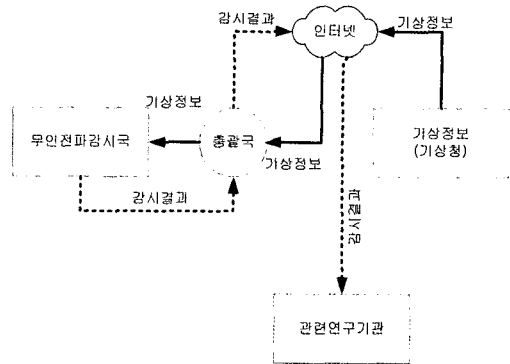 감시결과
인터넷
기상정보
기상정보
무인전파감시국
총괄국
기상정보
기상정보
(기상청)
감시결과
감시결과
관련연구기관